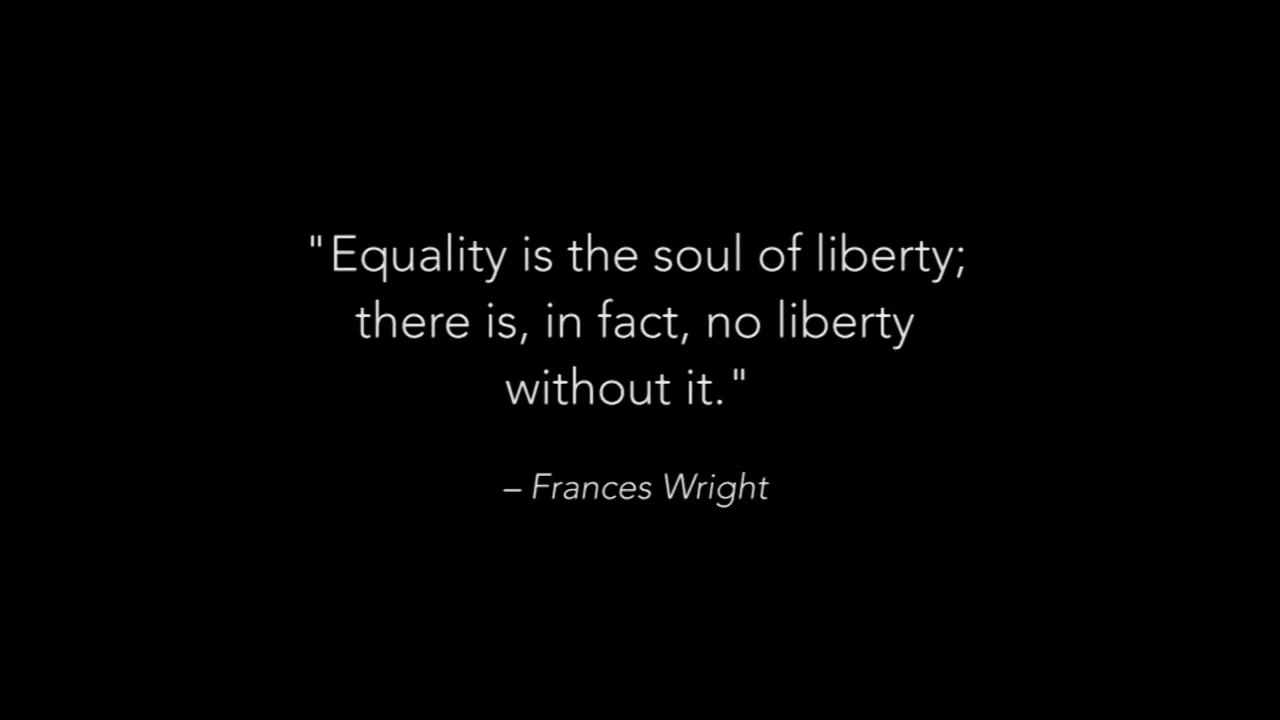 "Equality is the soul of liberty;
there is, in fact, no liberty
without it."
– Frances Wright